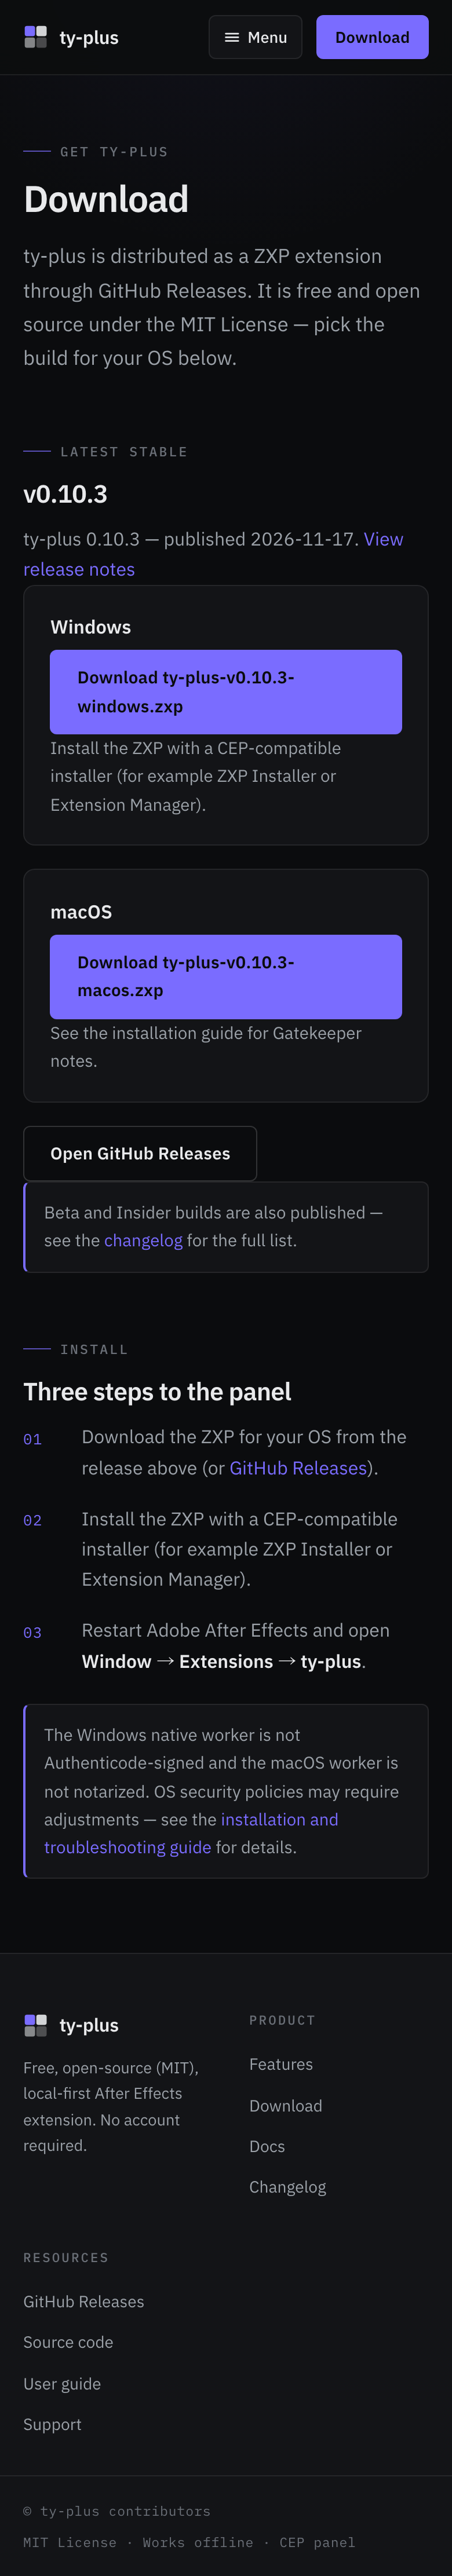 ty-plus
Menu
Download
GET TY-PLUS
Download
ty-plus is distributed as a ZXP extension
through GitHub Releases. It is free and open
source under the MIT License — pick the
build for your OS below.
LATEST STABLE
v0.10.3
ty-plus 0.10.3 — published 2026-11-17. View
release notes
Windows
Download ty-plus-v0.10.3-
windows.zxp
Install the ZXP with a CEP-compatible
installer (for example ZXP Installer or
Extension Manager).
macOS
Download ty-plus-v0.10.3-
macos.zxp
See the installation guide for Gatekeeper
notes.
Open GitHub Releases
Beta and Insider builds are also published —
see the changelog for the full list.
INSTALL
Three steps to the panel
01
Download the ZXP for your OS from the
release above (or GitHub Releases).
02
Install the ZXP with a CEP-compatible
installer (for example ZXP Installer or
Extension Manager).
03
Restart Adobe After Effects and open
Window → Extensions → ty-plus.
The Windows native worker is not
Authenticode-signed and the macOS worker is
not notarized. OS security policies may require
adjustments — see the installation and
troubleshooting guide for details.
ty-plus
Free, open-source (MIT),
local-first After Effects
extension. No account
required.
PRODUCT
Features
Download
Docs
Changelog
RESOURCES
GitHub Releases
Source code
User guide
Support
© ty-plus contributors
MIT License · Works offline · CEP panel